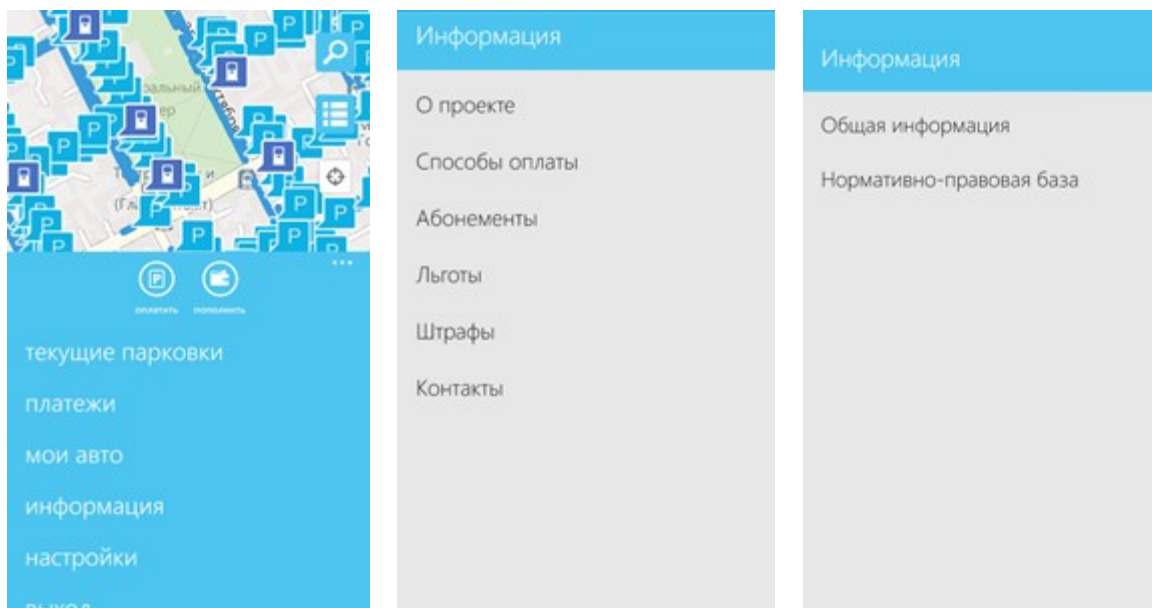 оплатить пополнить
текущие парковки
платежи
мои авто
информация
настройки
выход
Информация
О проекте
Способы оплаты
Абонементы
Льготы
Штрафы
Контакты
Информация
Общая информация
Нормативно-правовая база